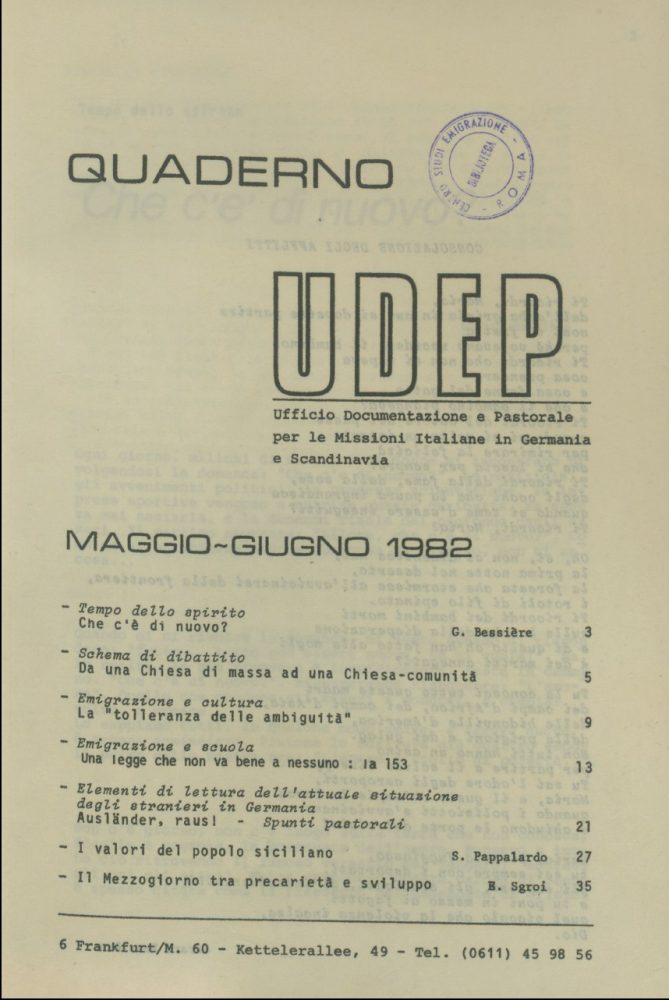 CENTRO STUDI EMIGRAZIONE - ROMA -
BIBLIOTECA
QUADERNO
UDEP
Ufficio Documentazione e Pastorale
per le Missioni Italiane in Germania
e Scandinavia
MAGGIO~GIUGNO 1982
- Tempo dello spirito
Che c'è di nuovo? G. Bessière 3
- Schema di dibattito
Da una Chiesa di massa ad una Chiesa-comunità 5
- Emigrazione e cultura
La "tolleranza delle ambiguità" 9
- Emigrazione e scuola
Una legge che non va bene a nessuno : la 153 13
- Elementi di lettura dell'attuale situazione
degli stranieri in Germania
Ausländer, raus! - Spunti pastorali 21
- I valori del popolo siciliano S. Pappalardo 27
- Il Mezzogiorno tra precarietà e sviluppo E. Sgroi 35
6 Frankfurt/M. 60 - Kettelerallee, 49 - Tel. (0611) 45 98 56